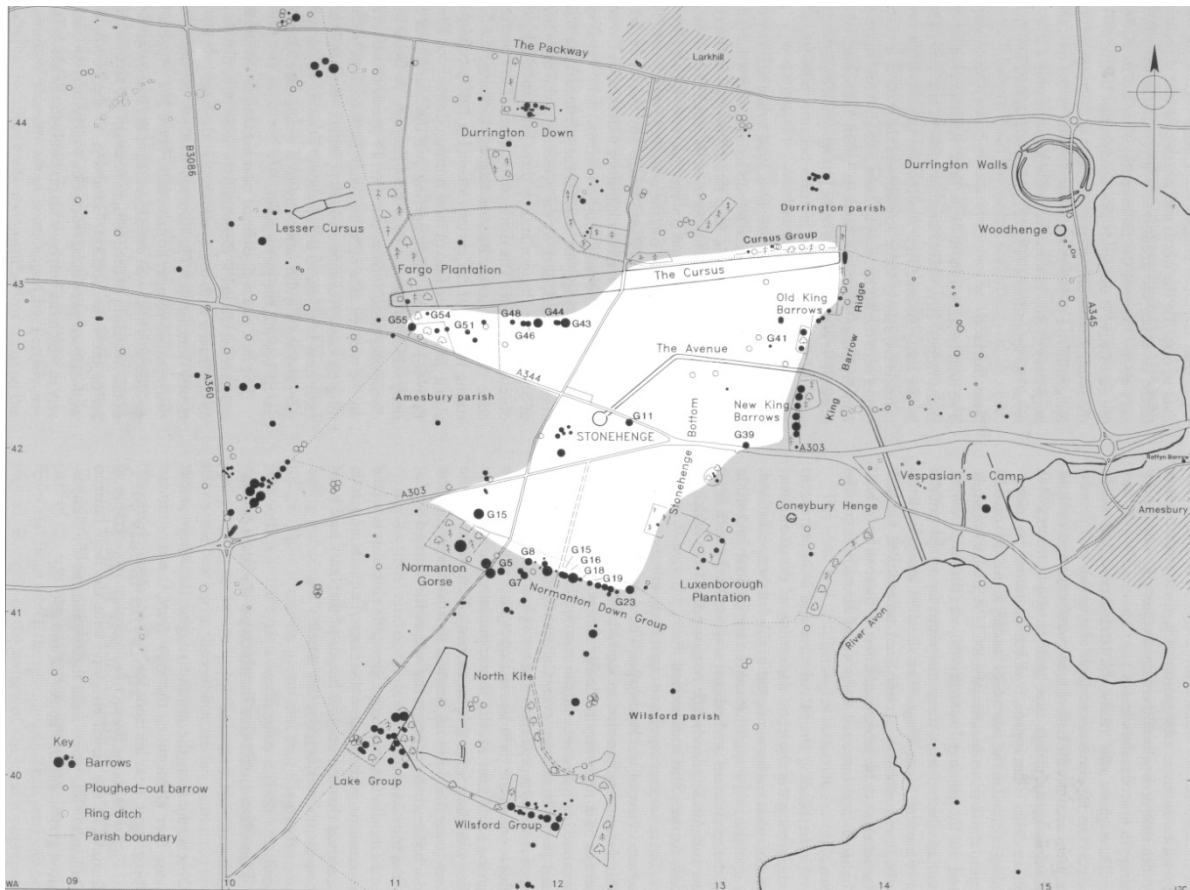 The Packway
Larkhill
44
Durrington Down
B3086
Durrington Walls
Durrington parish
Lesser Cursus
Woodhenge
Cursus Group
Fargo Plantation
The Cursus
43
Old King
Barrows
Ridge
A345
G55
G54
G51
G48
G46
G44
G43
G41
The Avenue
Barrow
A344
A360
Amesbury parish
New King
Barrows
King
G11
STONEHENGE
Bottom
Stonehenge
G39
A303
42
Rattyn Barrow
Vespasian's Camp
A303
Amesbury
G15
Coneybury Henge
Normanton
Gorse
G8
G5
G7
G15
G16
G18
G19
G23
Normanton Down Group
Luxenborough
Plantation
41
River Avon
North Kite
Wilsford parish
Key
Barrows
Ploughed-out barrow
Ring ditch
Parish boundary
40
Lake Group
Wilsford Group
WA
09
10
11
12
13
14
15